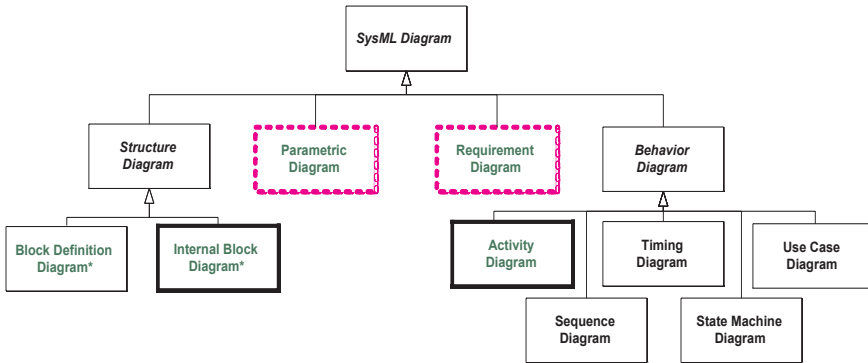 SysML Diagram
Structure
Diagram
Parametric
Diagram
Requirement
Diagram
Behavior
Diagram
Block Definition
Diagram*
Internal Block
Diagram*
Activity
Diagram
Timing
Diagram
Use Case
Diagram
Sequence
Diagram
State Machine
Diagram